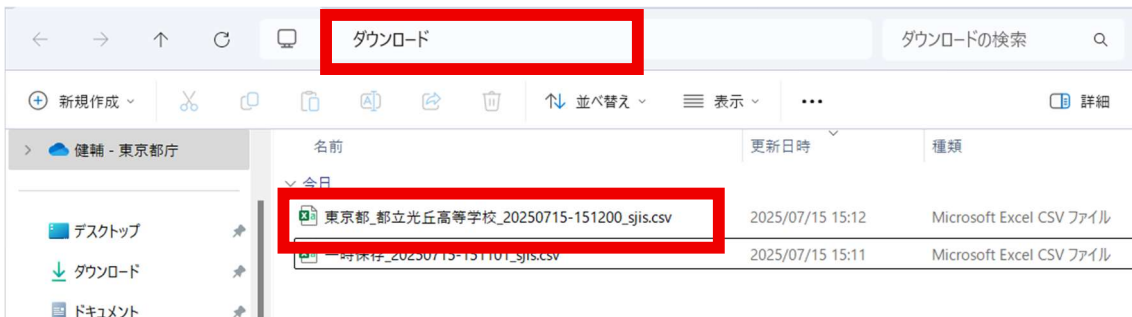 ダウンロード
ダウンロードの検索
新規作成
並べ替え
表示
詳細
健輔 - 東京都庁
名前
更新日時
種類
今日
東京都_都立光丘高等学校_20250715-151200_sjis.csv
2025/07/15 15:12
Microsoft Excel CSV ファイル
一時保存_20250715-151101_sjis.csv
2025/07/15 15:11
Microsoft Excel CSV ファイル
デスクトップ
ダウンロード
ドキュメント